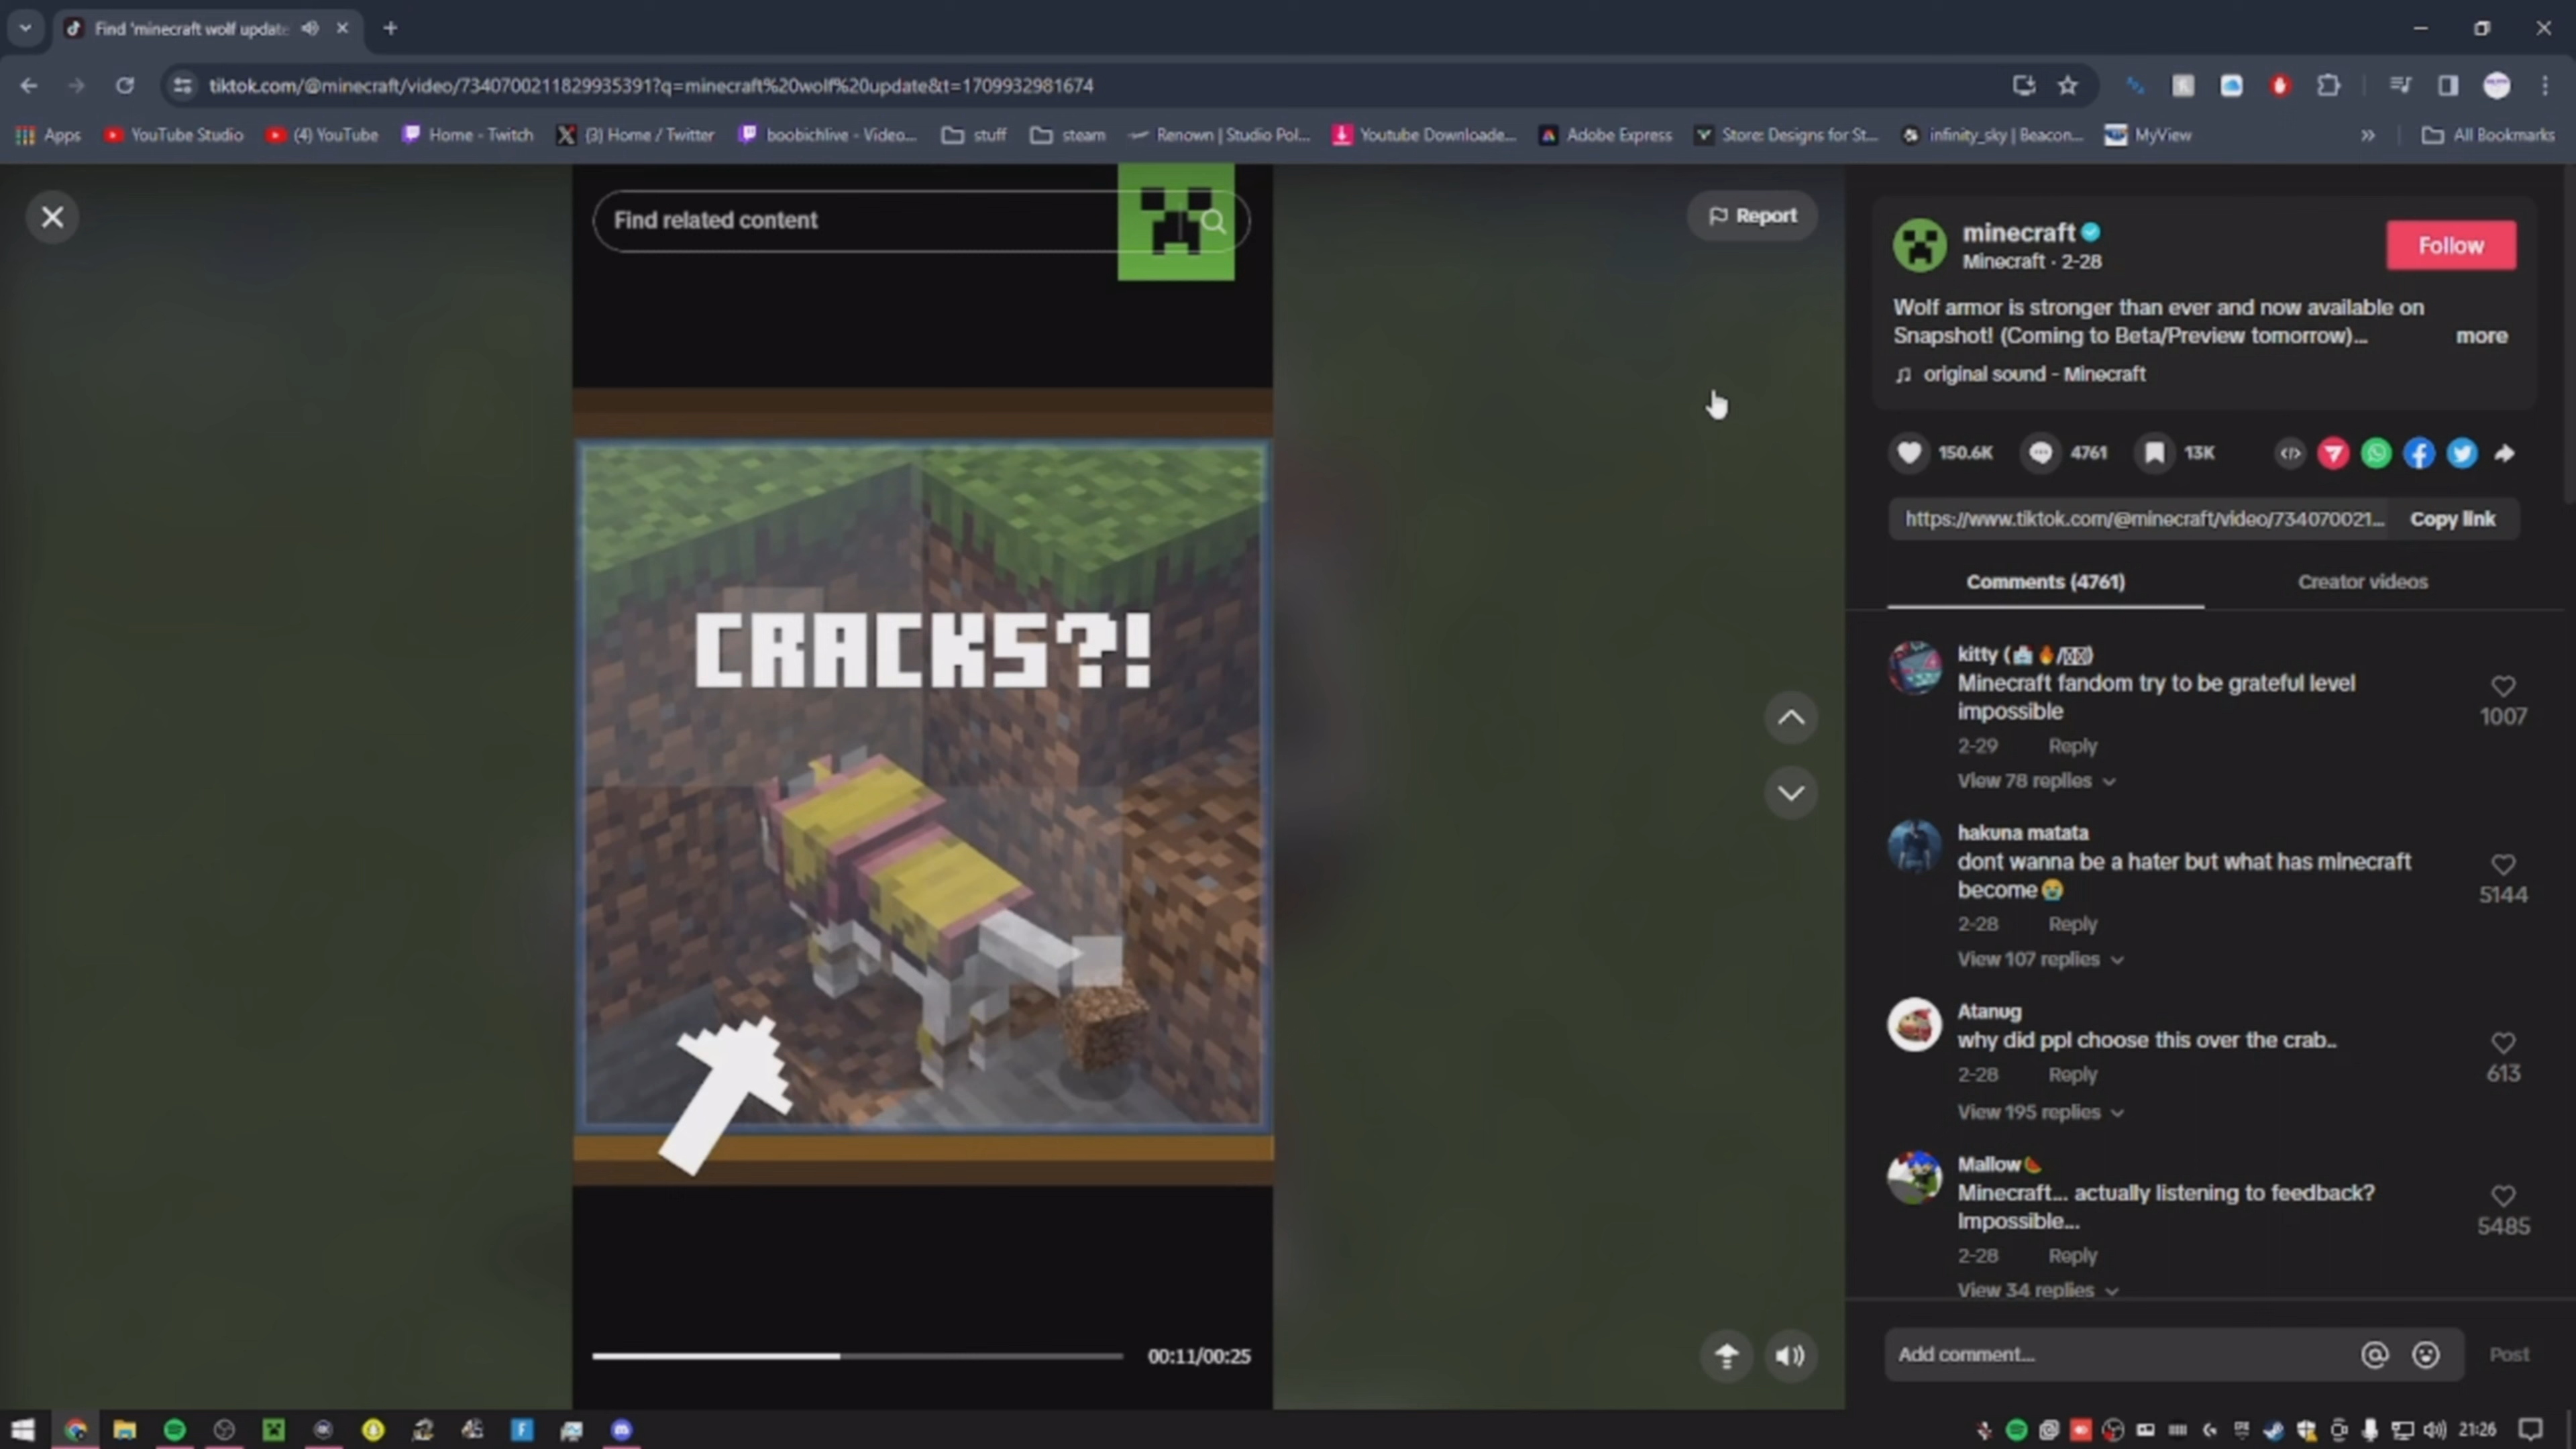 Find 'minecraft wolf update
tiktok.com/@minecraft/video/7340700211829935391?q=minecraft%20wolf%20update&t=1709932981674
Apps YouTube Studio (4) YouTube Home - Twitch (3) Home / Twitter boobichlive - Video... stuff steam Renown | Studio Pol... Youtube Downloade... Adobe Express Store: Designs for St... infinity_sky | Beacon... MyView » All Bookmarks
Find related content
Report
CRACKS?!
00:11/00:25
minecraft
Minecraft · 2-28
Follow
Wolf armor is stronger than ever and now available on
Snapshot! (Coming to Beta/Preview tomorrow)... more
original sound - Minecraft
150.6K 4761 13K
https://www.tiktok.com/@minecraft/video/734070021... Copy link
Comments (4761) Creator videos
kitty (
Minecraft fandom try to be grateful level
impossible
1007
2-29 Reply
View 78 replies
hakuna matata
dont wanna be a hater but what has minecraft
become😭
5144
2-28 Reply
View 107 replies
Atanug
why did ppl choose this over the crab..
613
2-28 Reply
View 195 replies
Mallow🍉
Minecraft... actually listening to feedback?
Impossible...
5485
2-28 Reply
View 34 replies
Add comment... @ Post
21:26